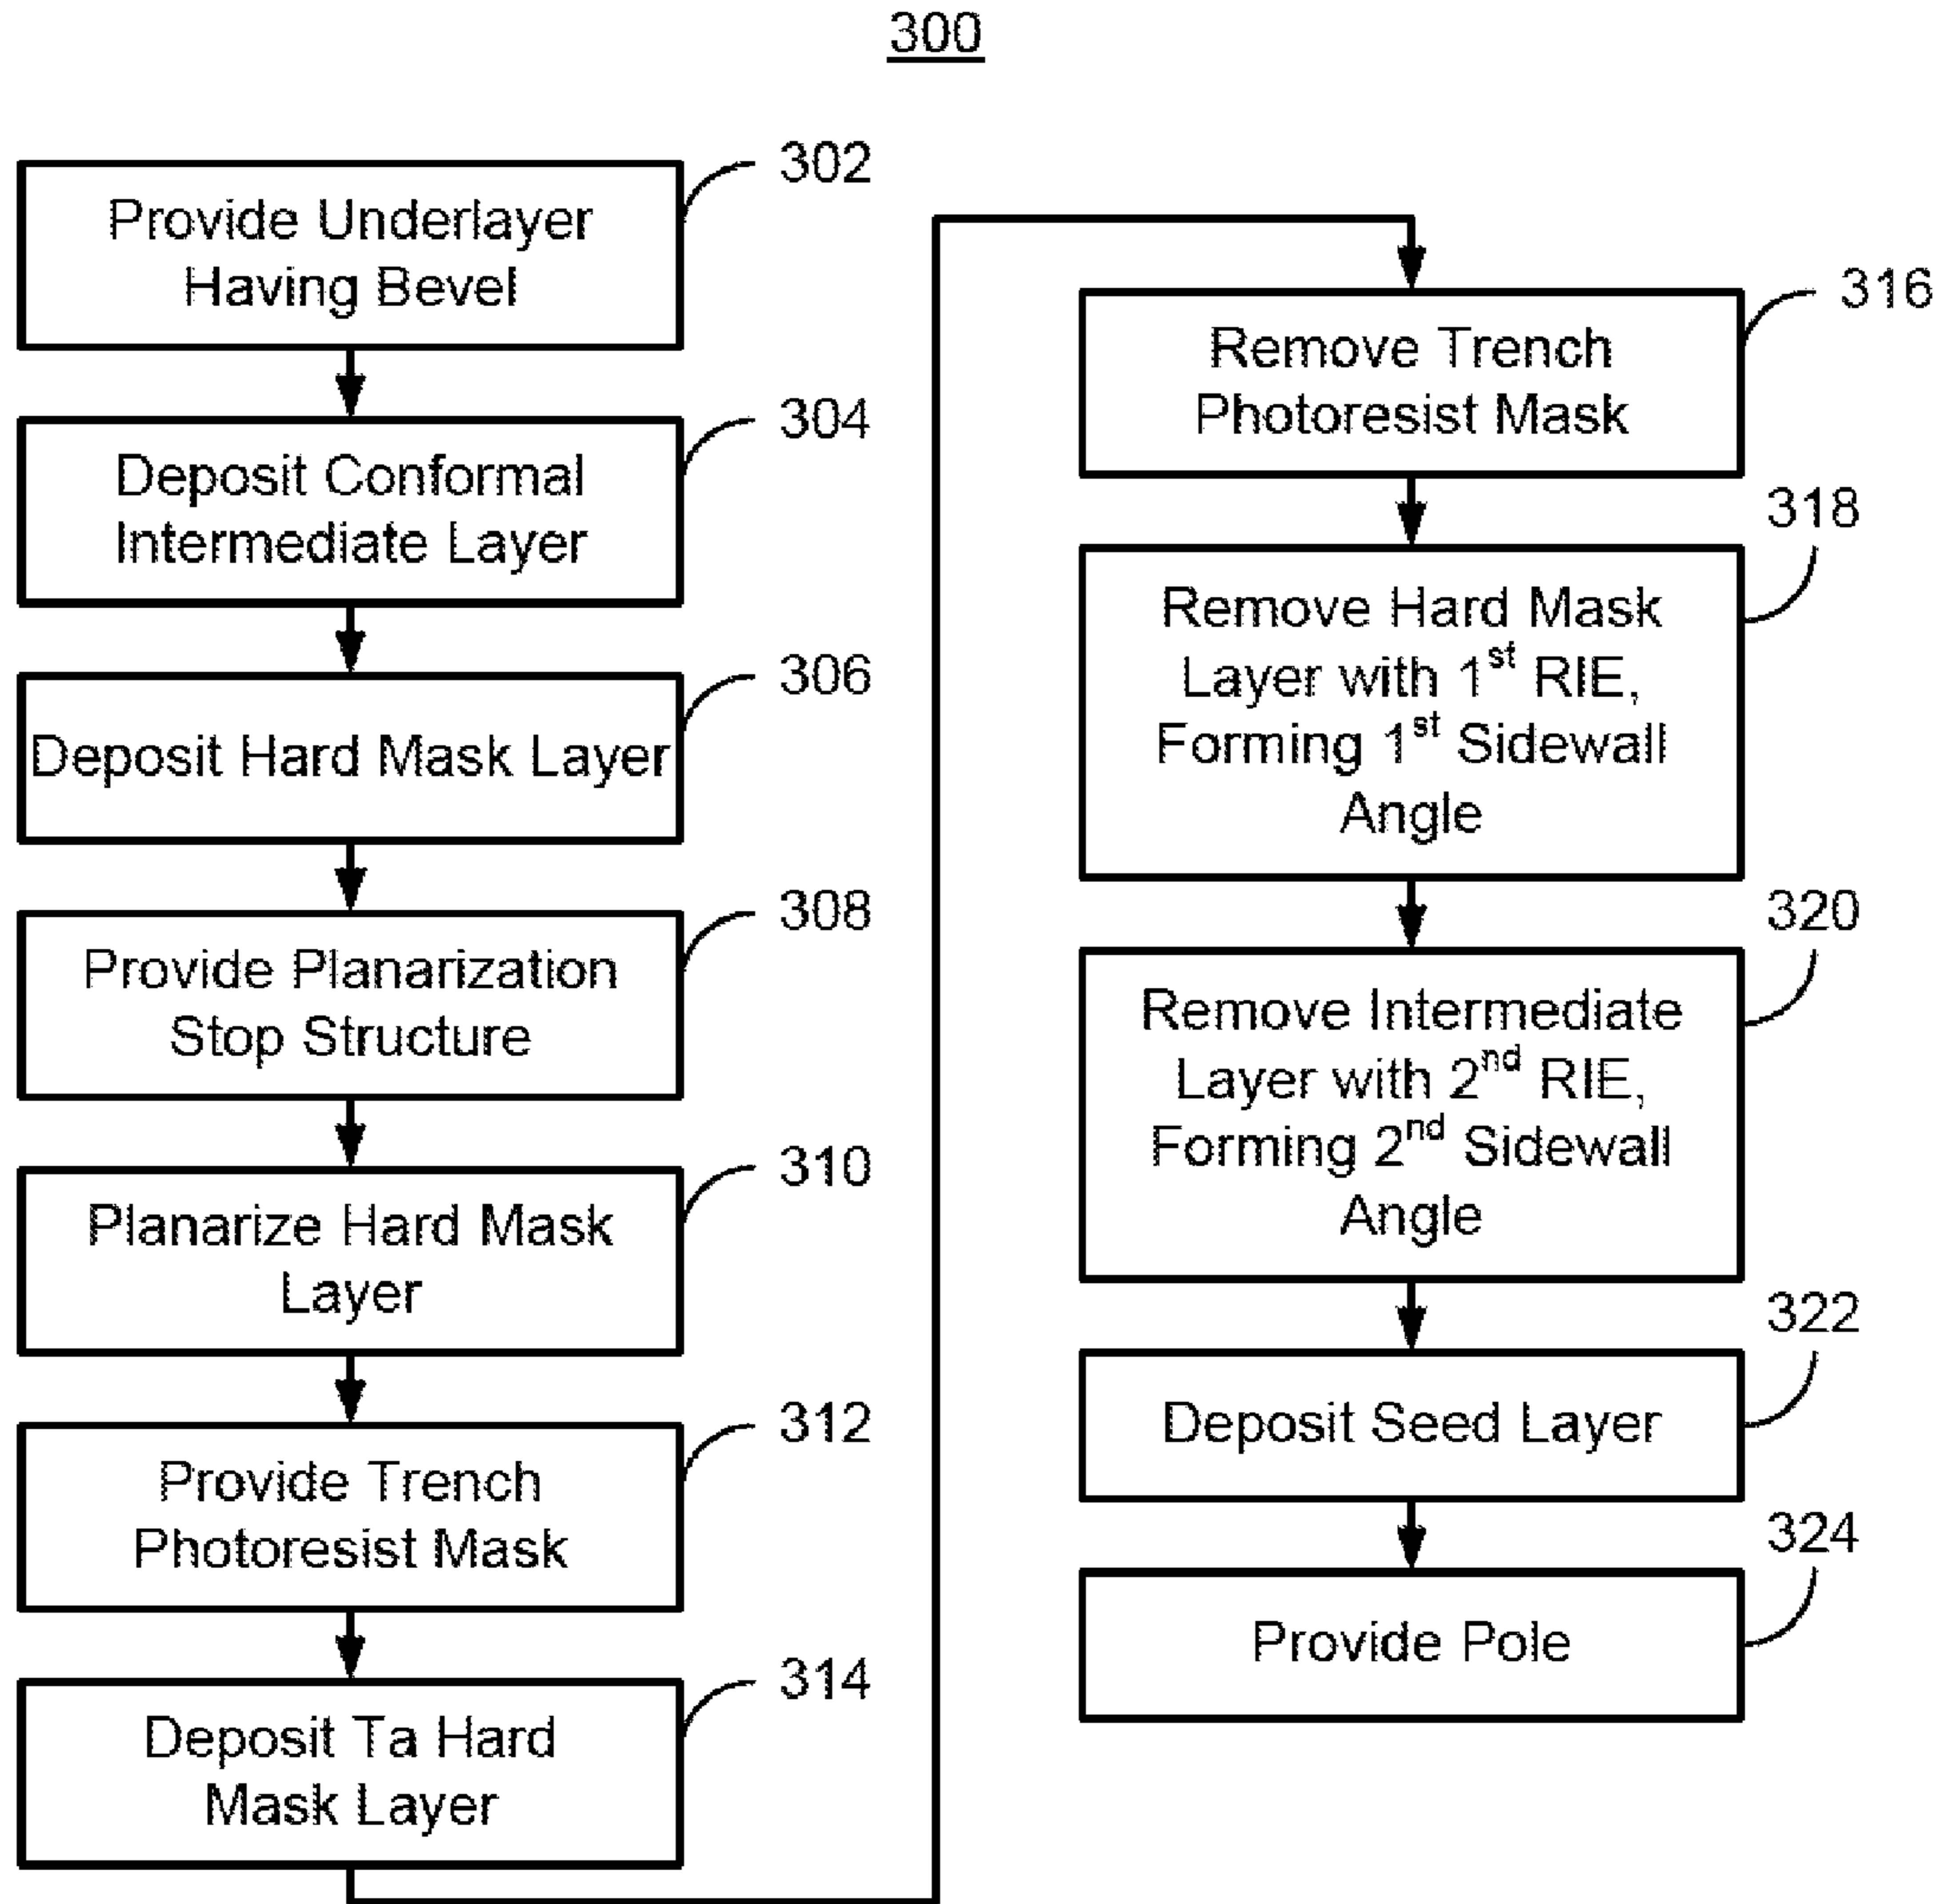 300
302
Provide Underlayer
Having Bevel
304
Deposit Conformal
Intermediate Layer
306
Deposit Hard Mask Layer
308
Provide Planarization
Stop Structure
310
Planarize Hard Mask
Layer
312
Provide Trench
Photoresist Mask
314
Deposit Ta Hard
Mask Layer
316
Remove Trench
Photoresist Mask
318
Remove Hard Mask
Layer with 1st RIE,
Forming 1st Sidewall
Angle
320
Remove Intermediate
Layer with 2nd RIE,
Forming 2nd Sidewall
Angle
322
Deposit Seed Layer
324
Provide Pole